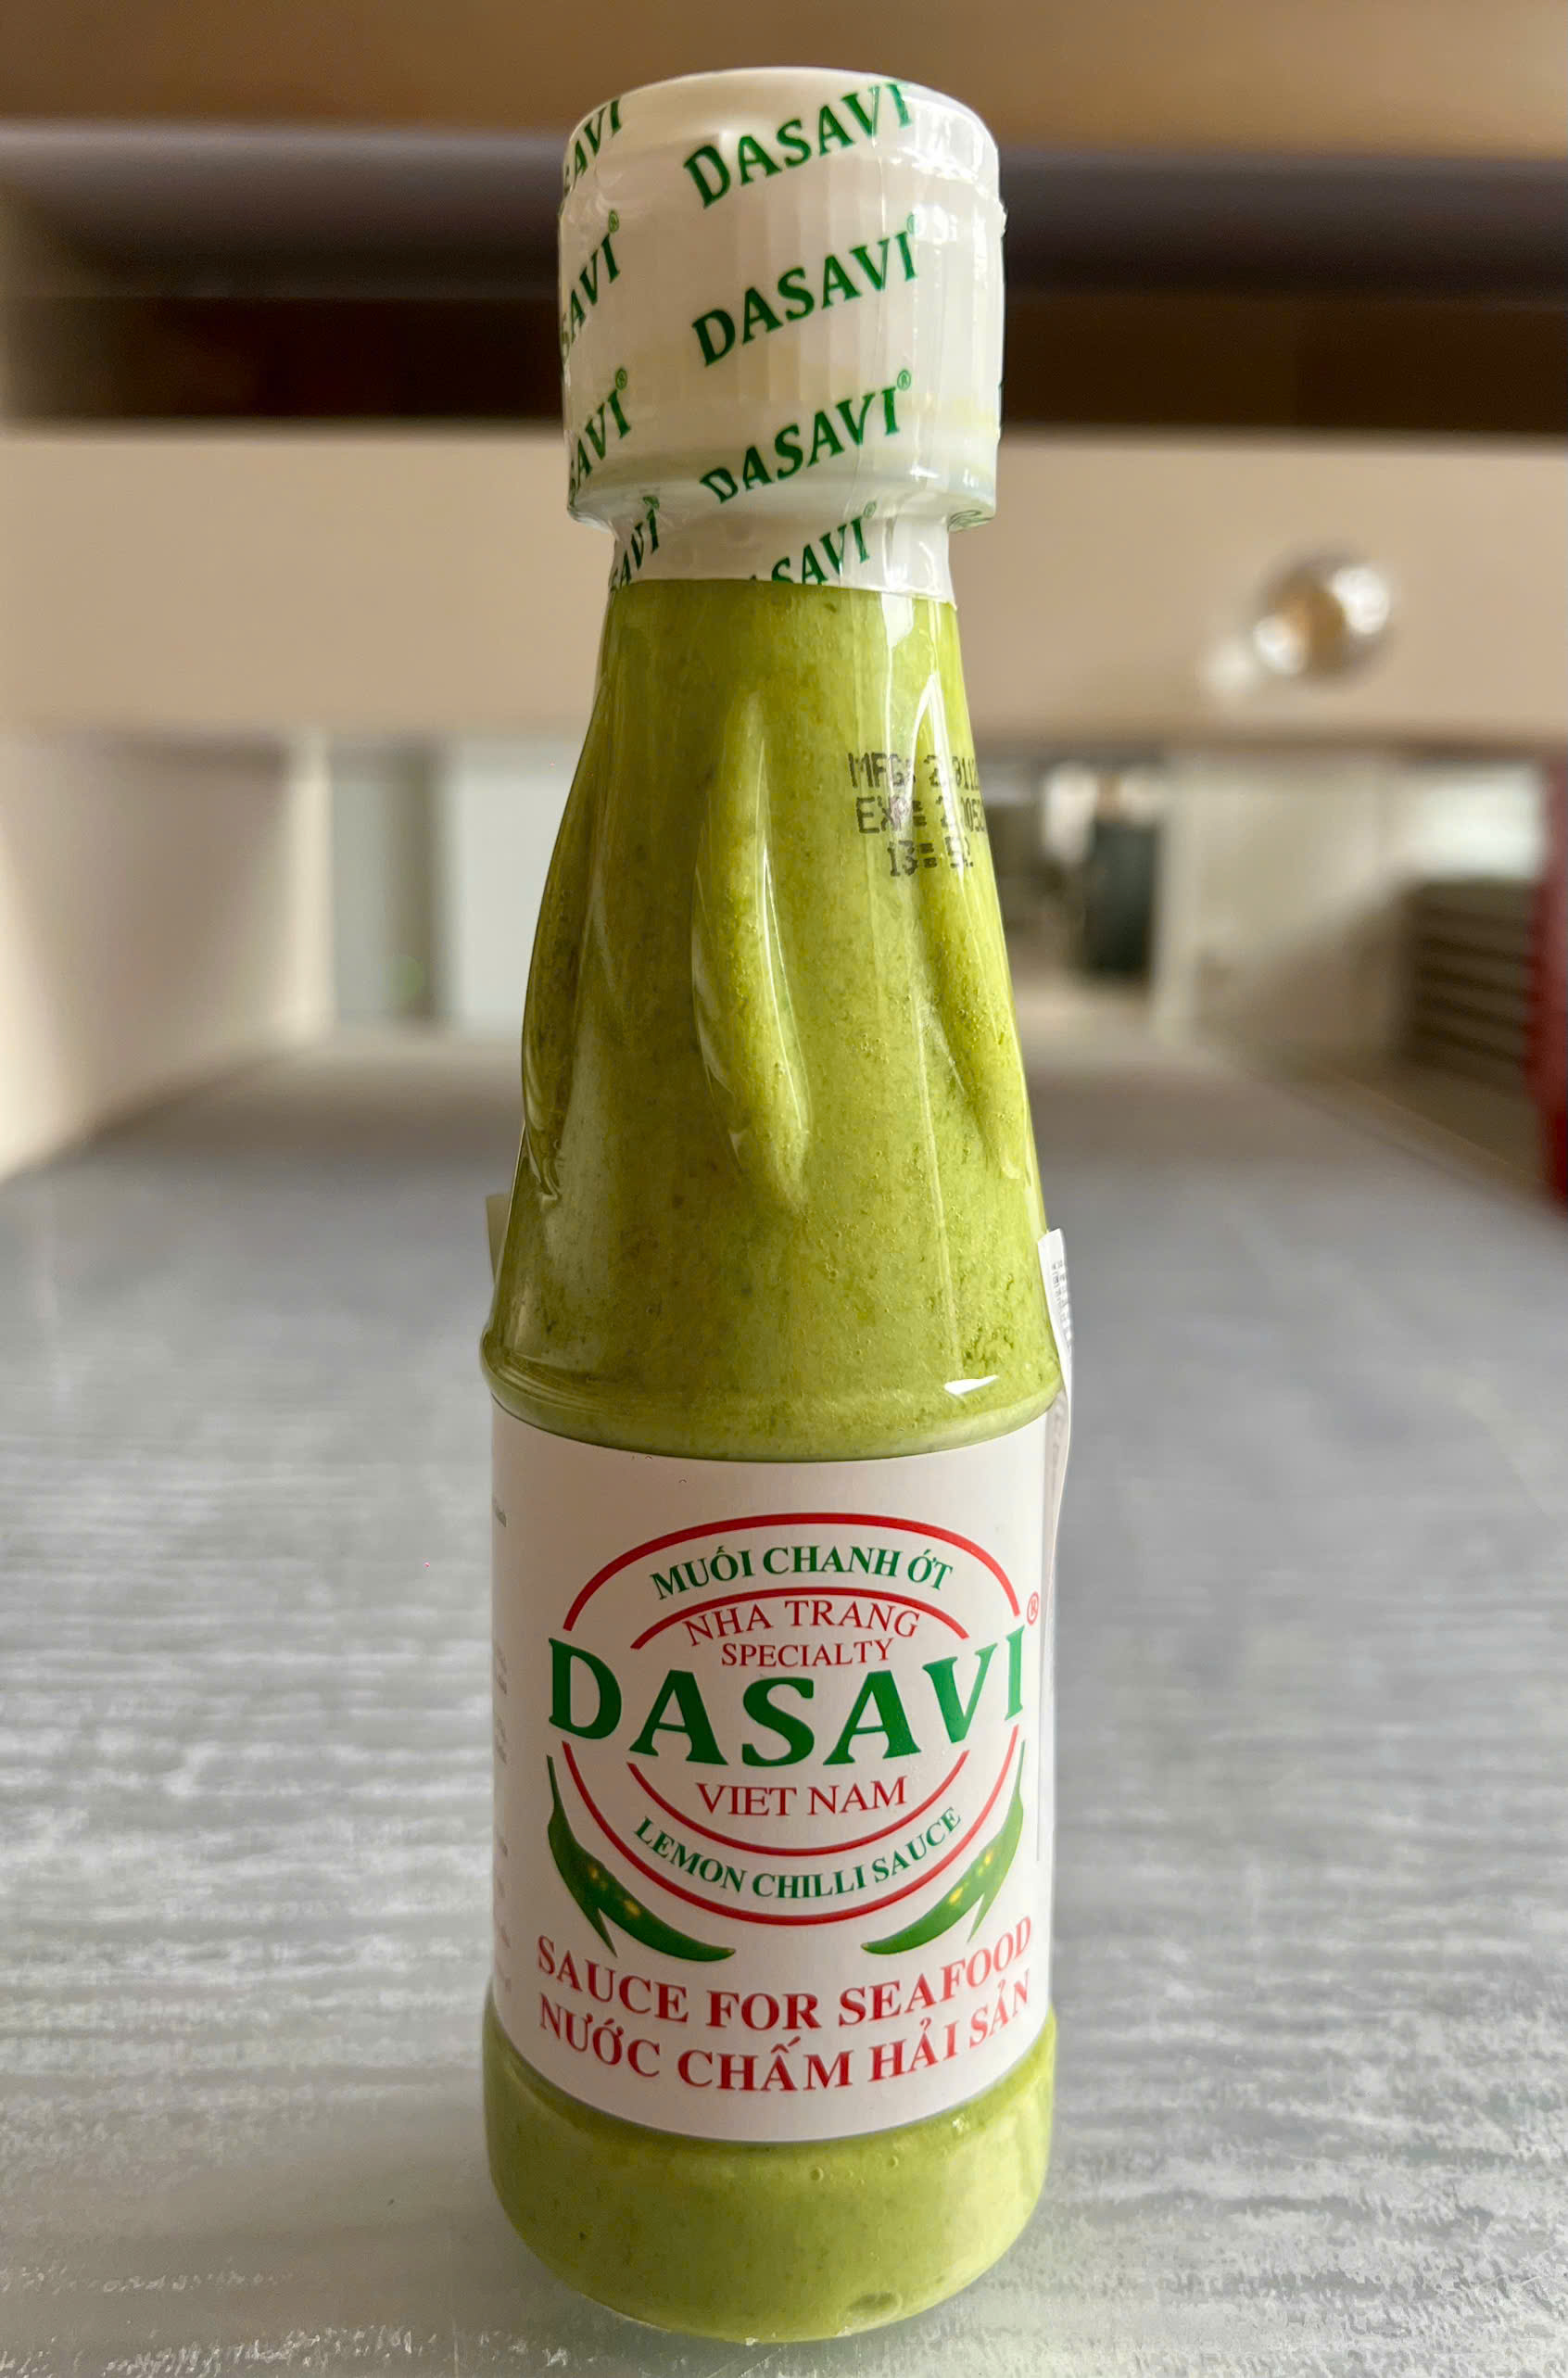 DASAVI
DASAVI®
DASAVI®
MUỐI CHANH ỚT
NHA TRANG
SPECIALTY
DASAVI®
VIET NAM
LEMON CHILLI SAUCE
SAUCE FOR SEAFOOD
NƯỚC CHẤM HẢI SẢN